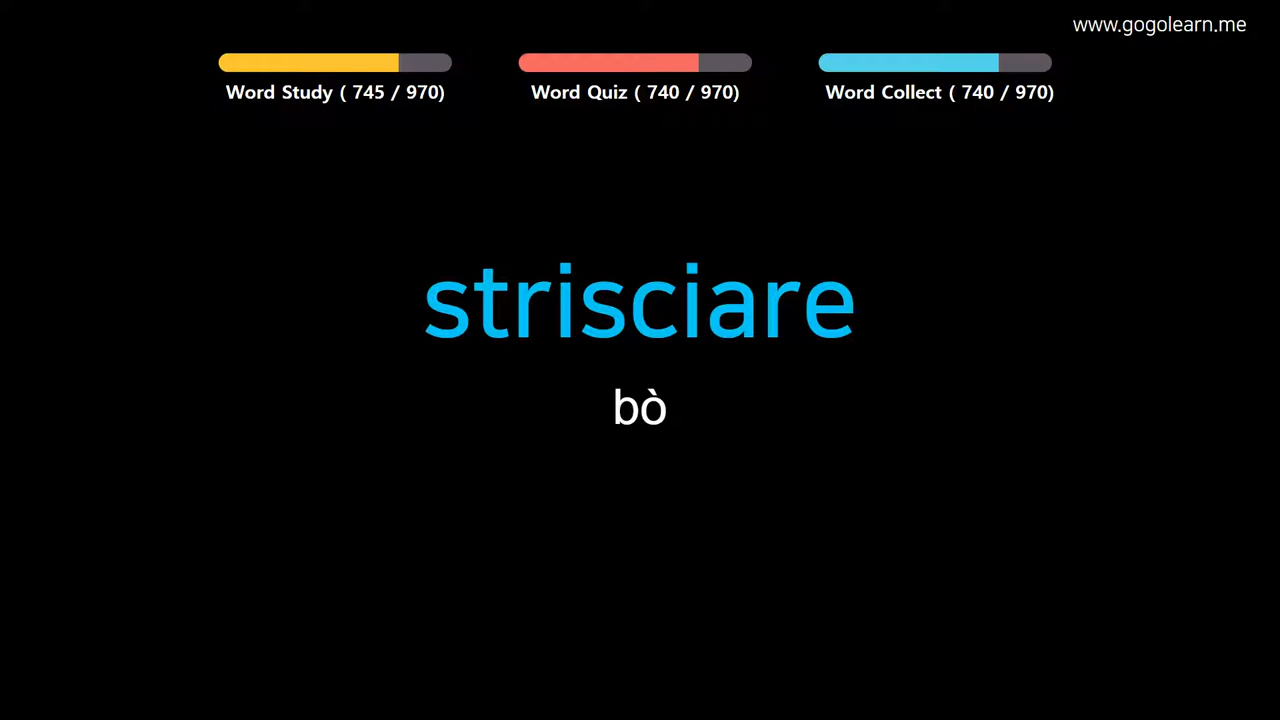 www.gogolearn.me
Word Study ( 745 / 970)
Word Quiz ( 740 / 970)
Word Collect ( 740 / 970)
strisciare
bò